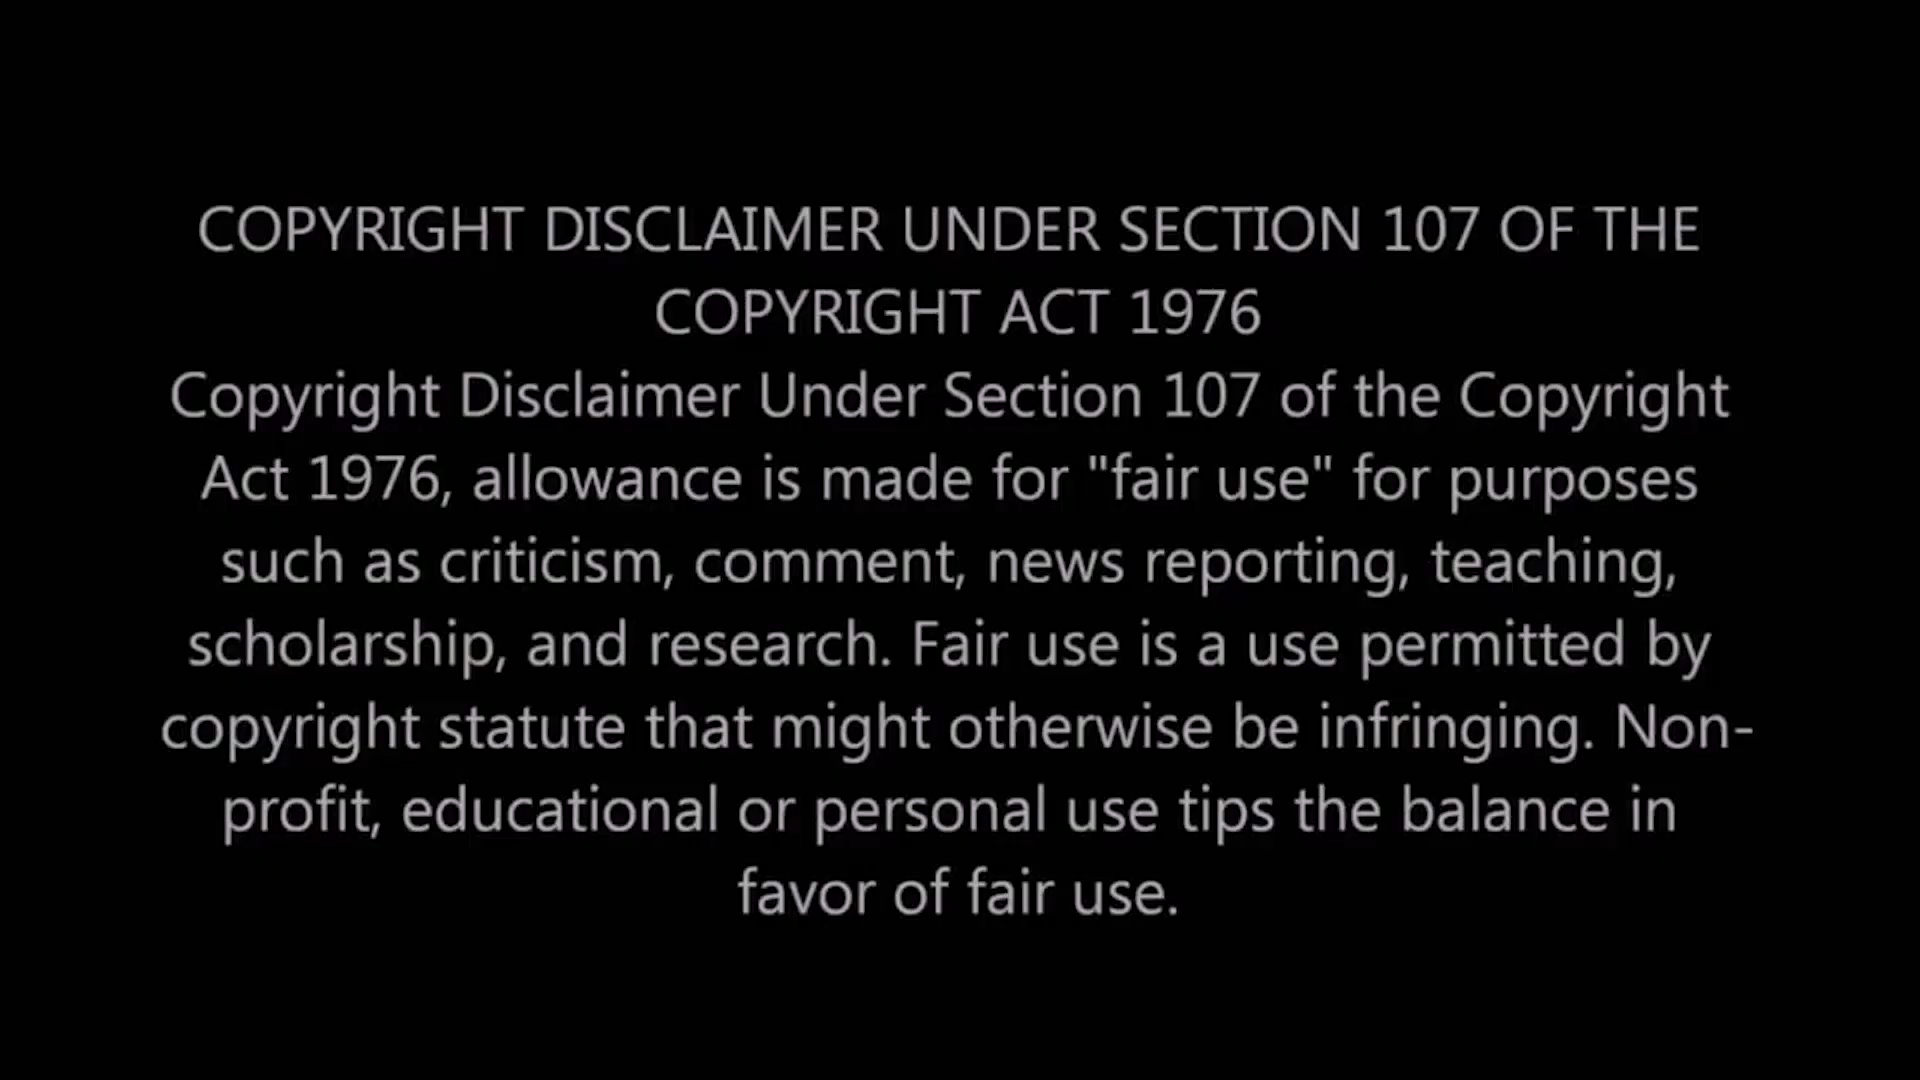 COPYRIGHT DISCLAIMER UNDER SECTION 107 OF THE
COPYRIGHT ACT 1976
Copyright Disclaimer Under Section 107 of the Copyright
Act 1976, allowance is made for "fair use" for purposes
such as criticism, comment, news reporting, teaching,
scholarship, and research. Fair use is a use permitted by
copyright statute that might otherwise be infringing. Non-
profit, educational or personal use tips the balance in
favor of fair use.